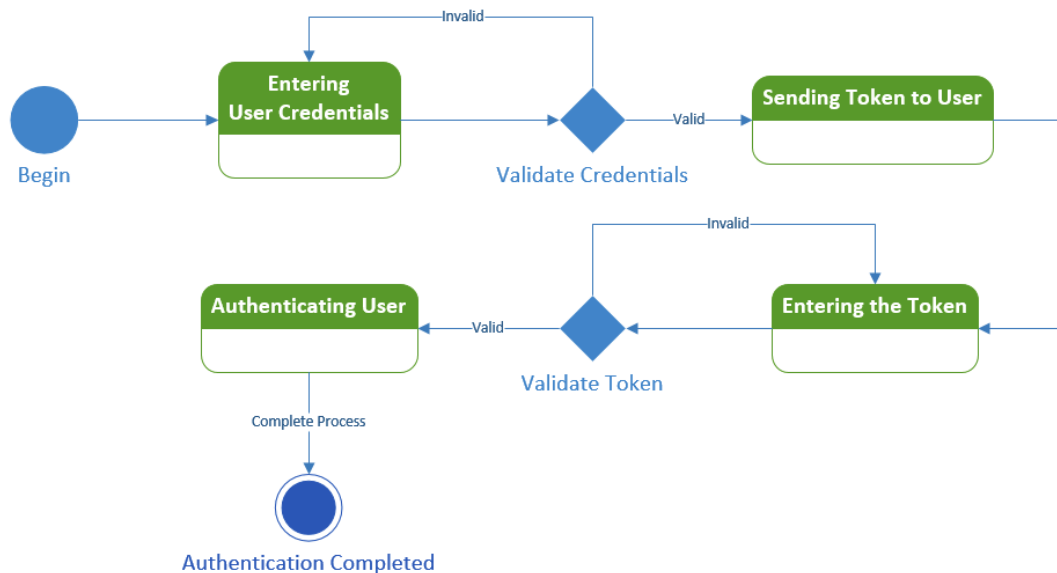 Invalid
Entering
User Credentials
Sending Token to User
Valid
Begin
Validate Credentials
Invalid
Authenticating User
Entering the Token
Valid
Validate Token
Complete Process
Authentication Completed